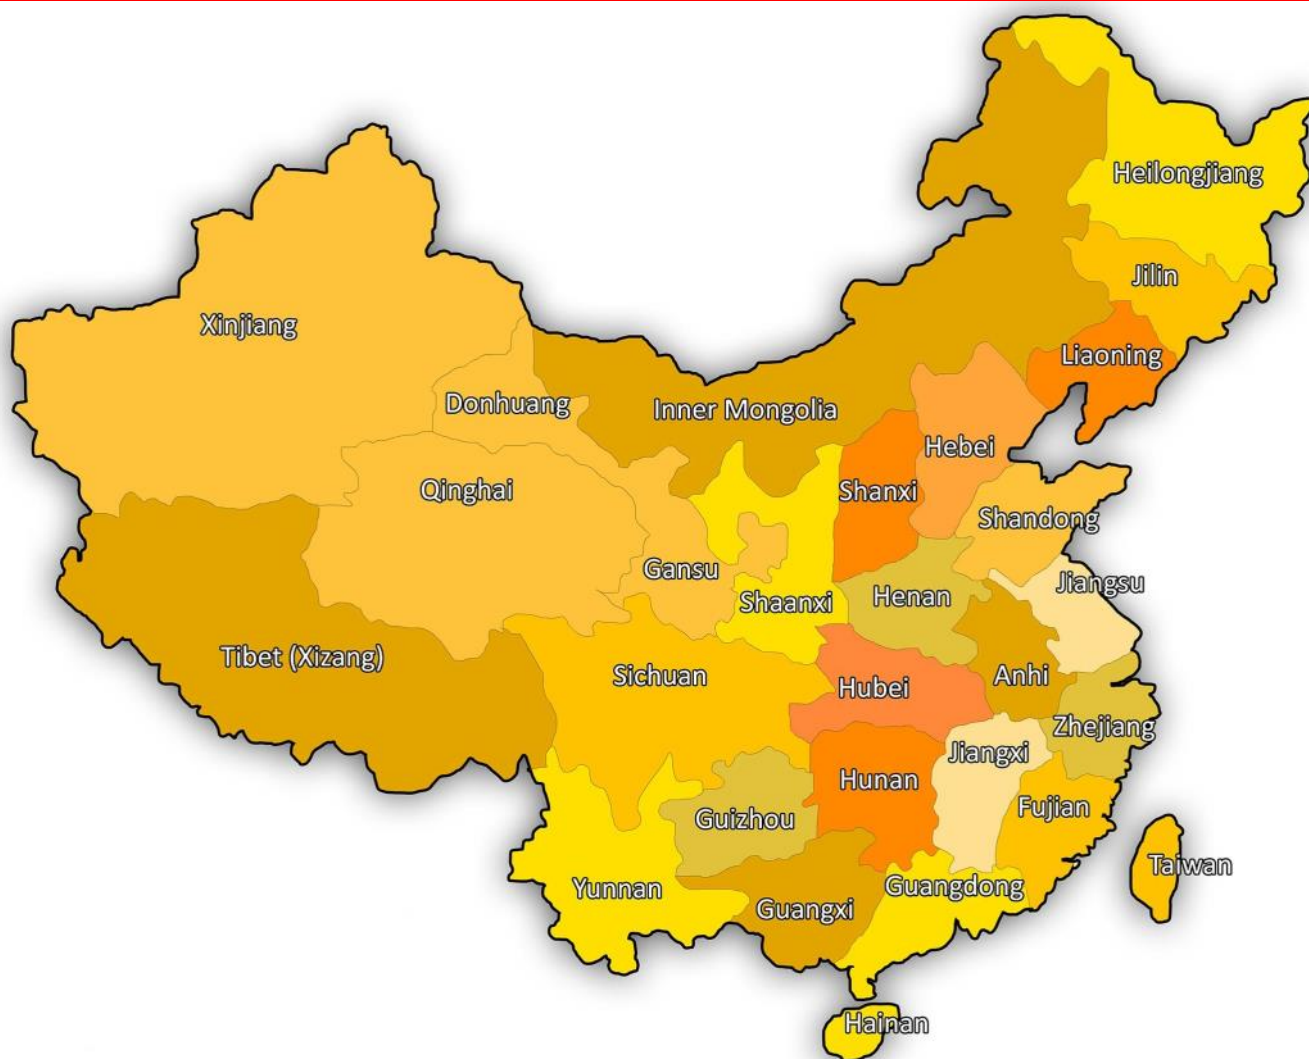 Heilongjiang
Jilin
Xinjiang
Liaoning
Donhuang
Inner Mongolia
Hebei
Qinghai
Shanxi
Shandong
Gansu
Jiangsu
Shaanxi
Henan
Tibet (Xizang)
Sichuan
Anhi
Hubei
Zhejiang
Jiangxi
Hunan
Fujian
Guizhou
Taiwan
Yunnan
Guangdong
Guangxi
Hainan